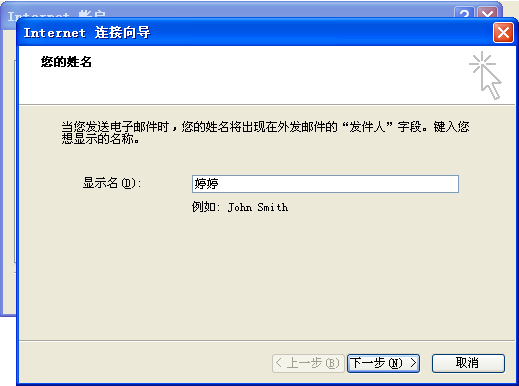 Internet 帐户
Internet 连接向导
您的姓名
当您发送电子邮件时，您的姓名将出现在外发邮件的“发件人”字段。键入您
想显示的名称。
显示名(D):
婷婷
例如: John Smith
< 上一步(B)
下一步(N) >
取消